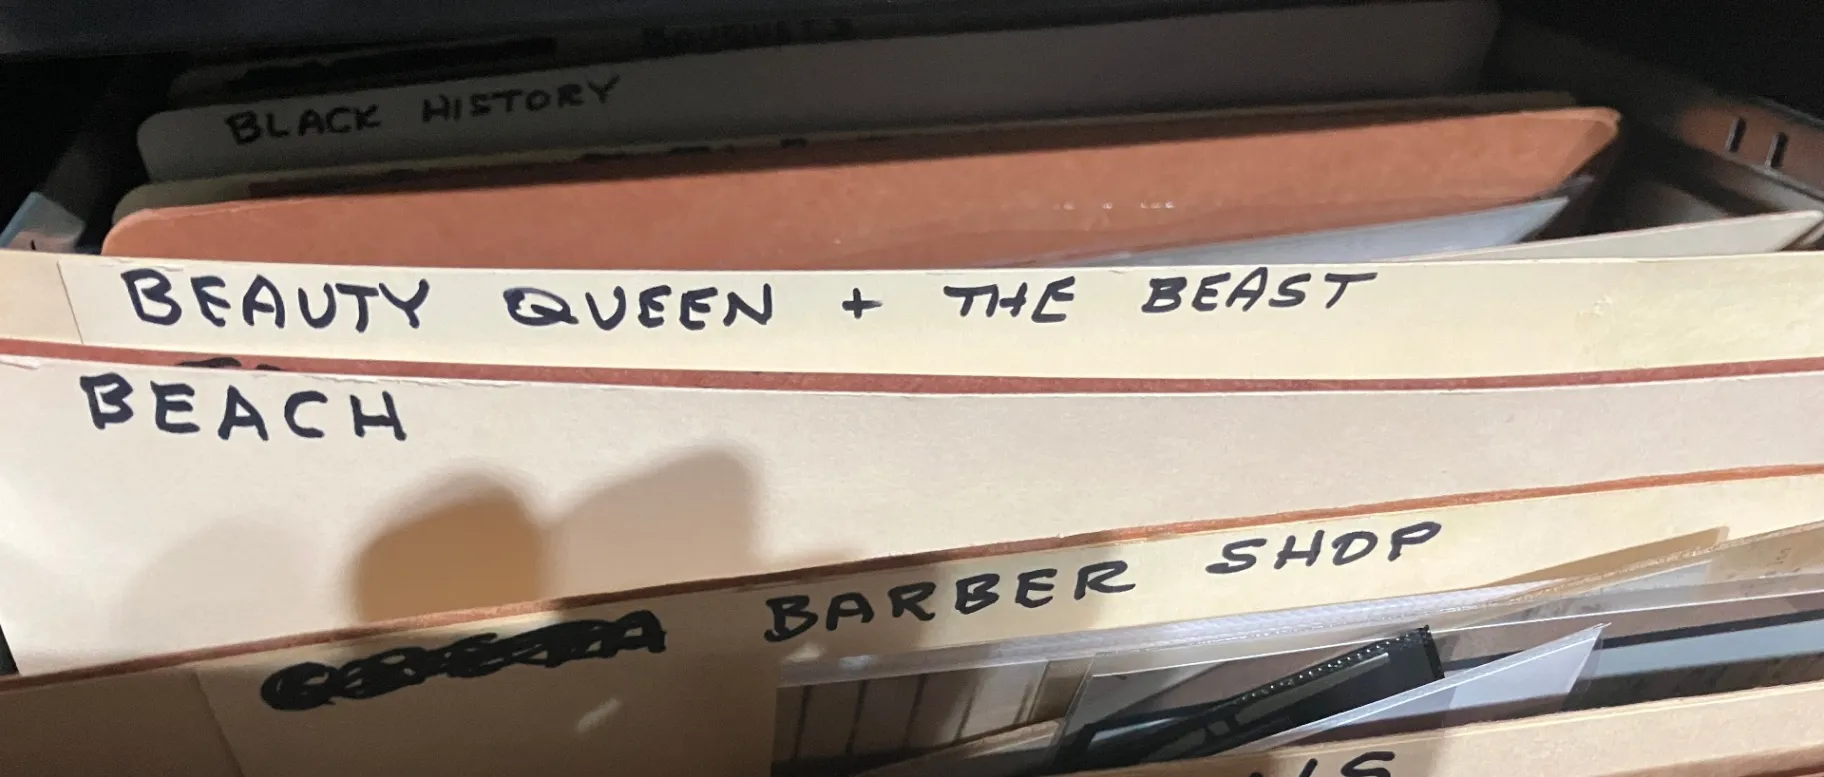 BLACK HISTORY
BEAUTY QUEEN + THE BEAST
BEACH
BARBER SHOP